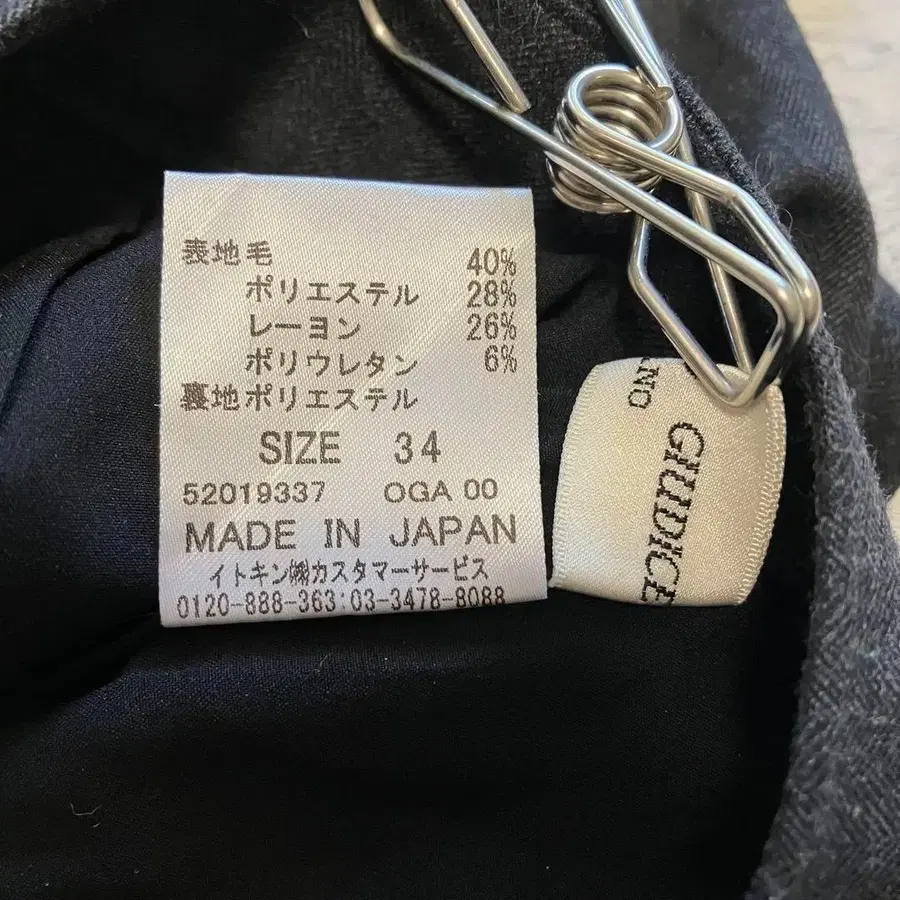 表地毛 40%
ポリエステル 28%
レーヨン 26%
ポリウレタン 6%
裏地ポリエステル
SIZE 34
52019337 OGA 00
MADE IN JAPAN
イトキン㈱カスタマーサービス
0120-888-363:03-3478-8088
GIUDICE